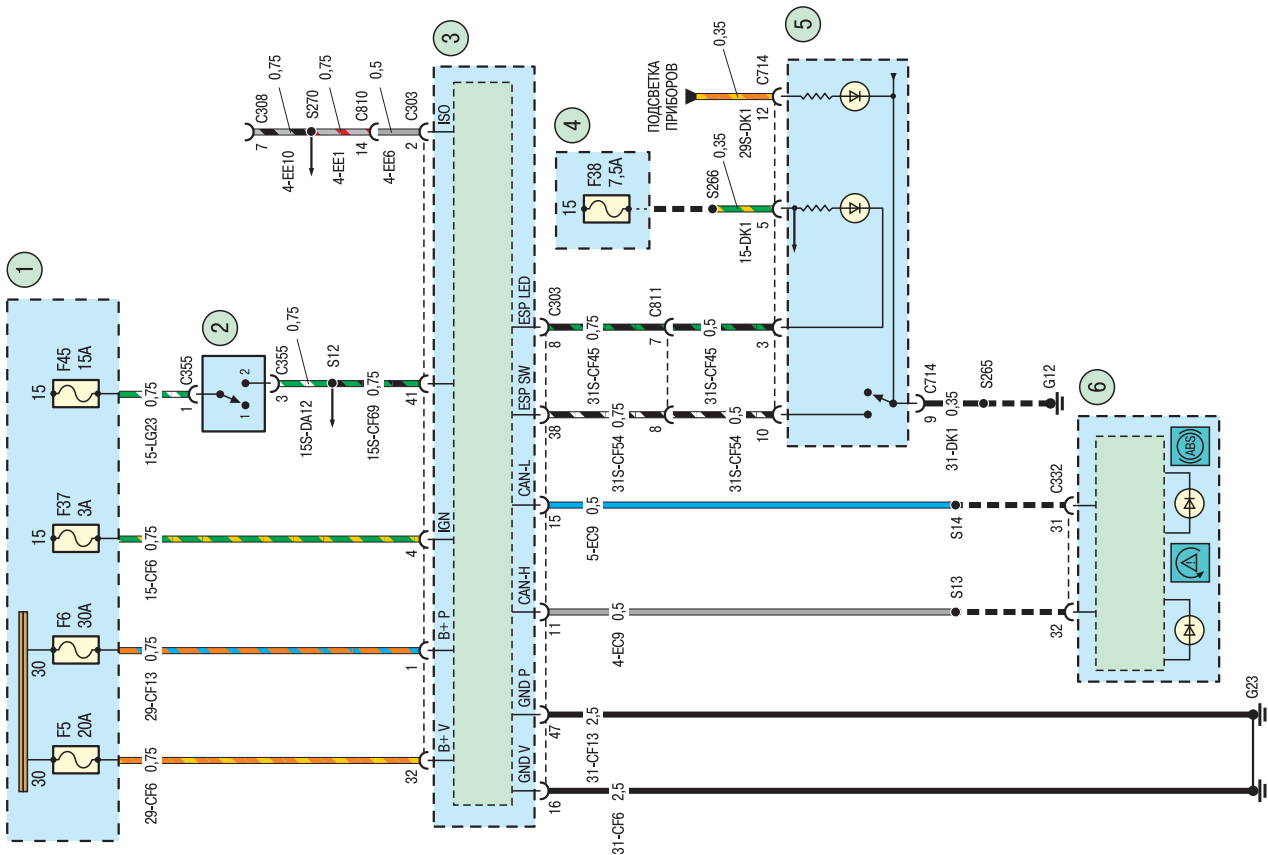 1
30
30
15
15
F5
20A
F6
30A
F37
3A
F45
15A
29-CF6 0,75
29-CF13 0,75
15-CF6 0,75
15-LG23 0,75
1
C355
2
1
2
3
C355
0,75
15S-DA12
S12
15S-CF69 0,75
7
C308
0,75
4-EE10
S270
0,75
4-EE1
14
C810
0,5
4-EE6
2
C303
32
1
4
41
3
B+ V
B+ P
IGN
ISO
GND V
GND P
CAN-H
CAN-L
ESP SW
ESP LED
16
47
11
15
38
8
C303
31-CF6 2,5
31-CF13 2,5
4-EC9 0,5
5-EC9 0,5
31S-CF54 0,75
31S-CF45 0,75
8
7
C811
31S-CF54 0,5
31S-CF45 0,5
10
3
4
15
F38
7,5A
S266
0,35
15-DK1
5
ПОДСВЕТКА
ПРИБОРОВ
0,35
29S-DK1
12
C714
5
9
C714
31-DK1 0,35
S265
G12
S13
S14
32
31
C332
6
ABS
G23